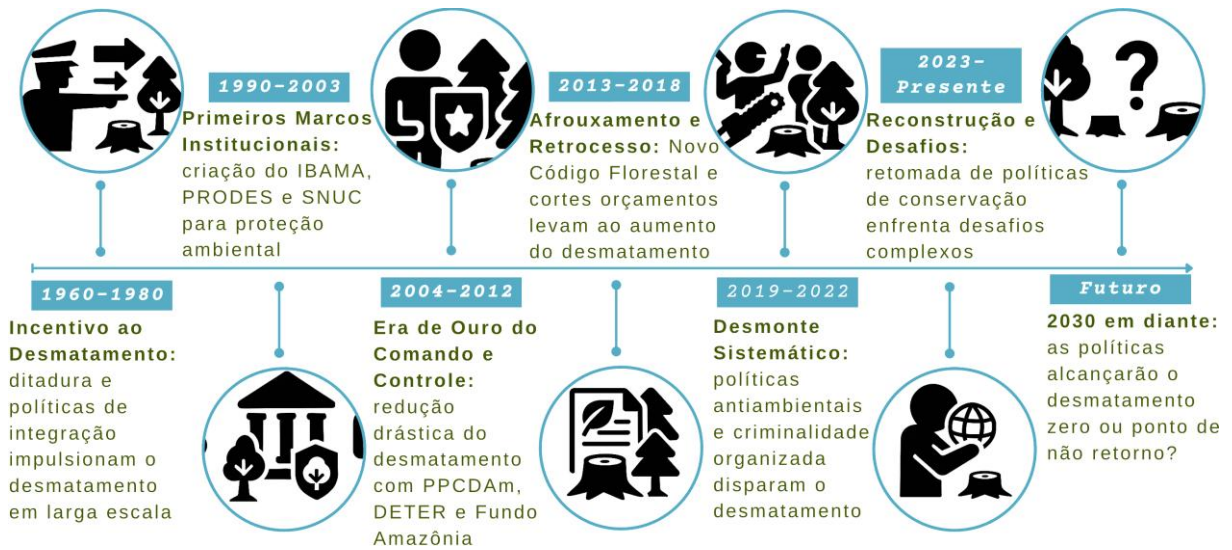 1960-1980
Incentivo ao
Desmatamento:
ditadura e
políticas de
integração
impulsionam o
desmatamento
em larga escala
1990-2003
Primeiros Marcos
Institucionais:
criação do IBAMA,
PRODES e SNUC
para proteção
ambiental
2004-2012
Era de Ouro do
Comando e
Controle:
redução
drástica do
desmatamento
com PPCDAm,
DETER e Fundo
Amazônia
2013-2018
Afrouxamento e
Retrocesso: Novo
Código Florestal e
cortes orçamentos
levam ao aumento
do desmatamento
2019-2022
Desmonte
Sistemático:
políticas
antiambientais
e criminalidade
organizada
disparam o
desmatamento
2023-
Presente
Reconstrução e
Desafios:
retomada de políticas
de conservação
enfrenta desafios
complexos
Futuro
2030 em diante:
as políticas
alcançarão o
desmatamento
zero ou ponto de
não retorno?